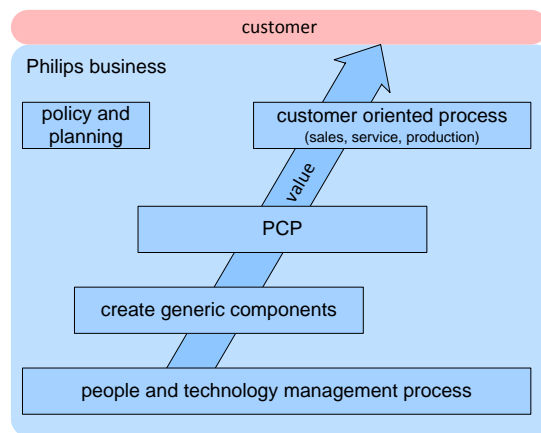 customer
Philips business
policy and
planning
customer oriented process
(sales, service, production)
value
PCP
create generic components
people and technology management process